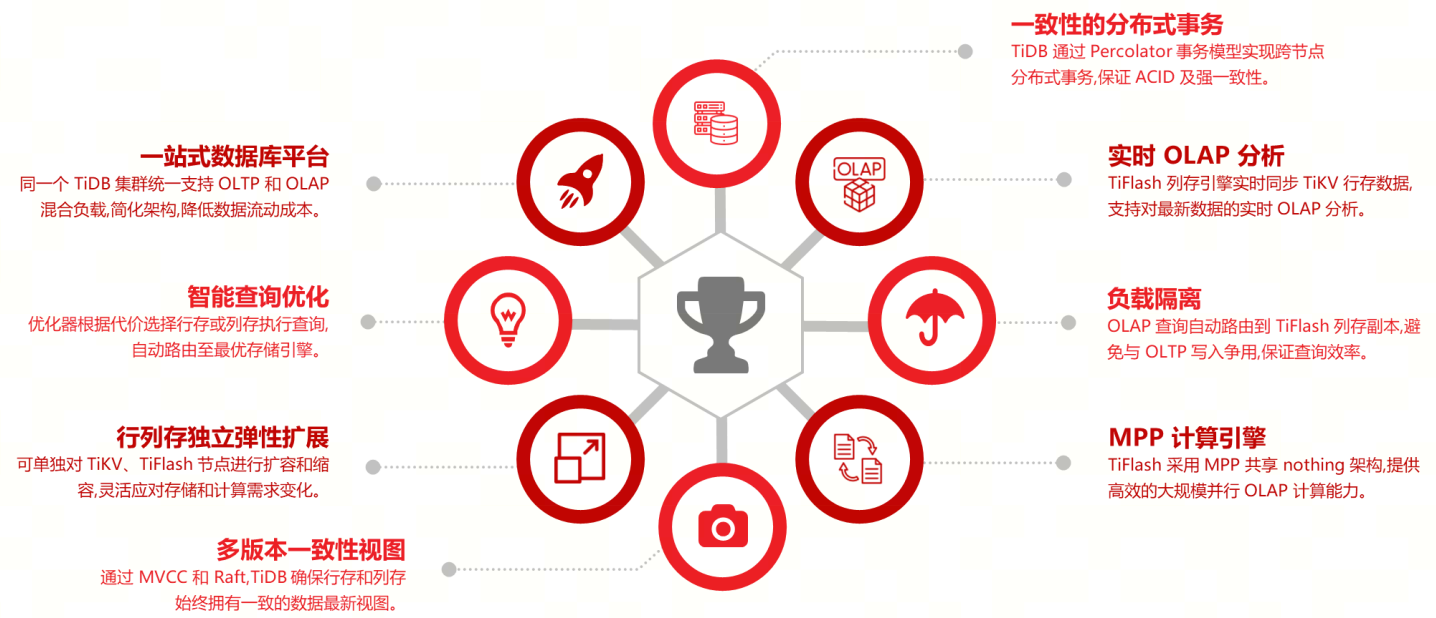 一致性的分布式事务
TiDB 通过 Percolator 事务模型实现跨节点
分布式事务,保证 ACID 及强一致性。
一站式数据库平台
同一个 TiDB 集群统一支持 OLTP 和 OLAP
混合负载,简化架构,降低数据流动成本。
OLAP
实时 OLAP 分析
TiFlash 列存引擎实时同步 TiKV 行存数据,
支持对最新数据的实时 OLAP 分析。
智能查询优化
优化器根据代价选择行存或列存执行查询,
自动路由至最优存储引擎。
负载隔离
OLAP 查询自动路由到 TiFlash 列存副本,避
免与 OLTP 写入争用,保证查询效率。
行列存独立弹性扩展
可单独对 TiKV、TiFlash 节点进行扩容和缩
容,灵活应对存储和计算需求变化。
MPP 计算引擎
TiFlash 采用 MPP 共享 nothing 架构,提供
高效的大规模并行 OLAP 计算能力。
多版本一致性视图
通过 MVCC 和 Raft,TiDB 确保行存和列存
始终拥有一致的数据最新视图。